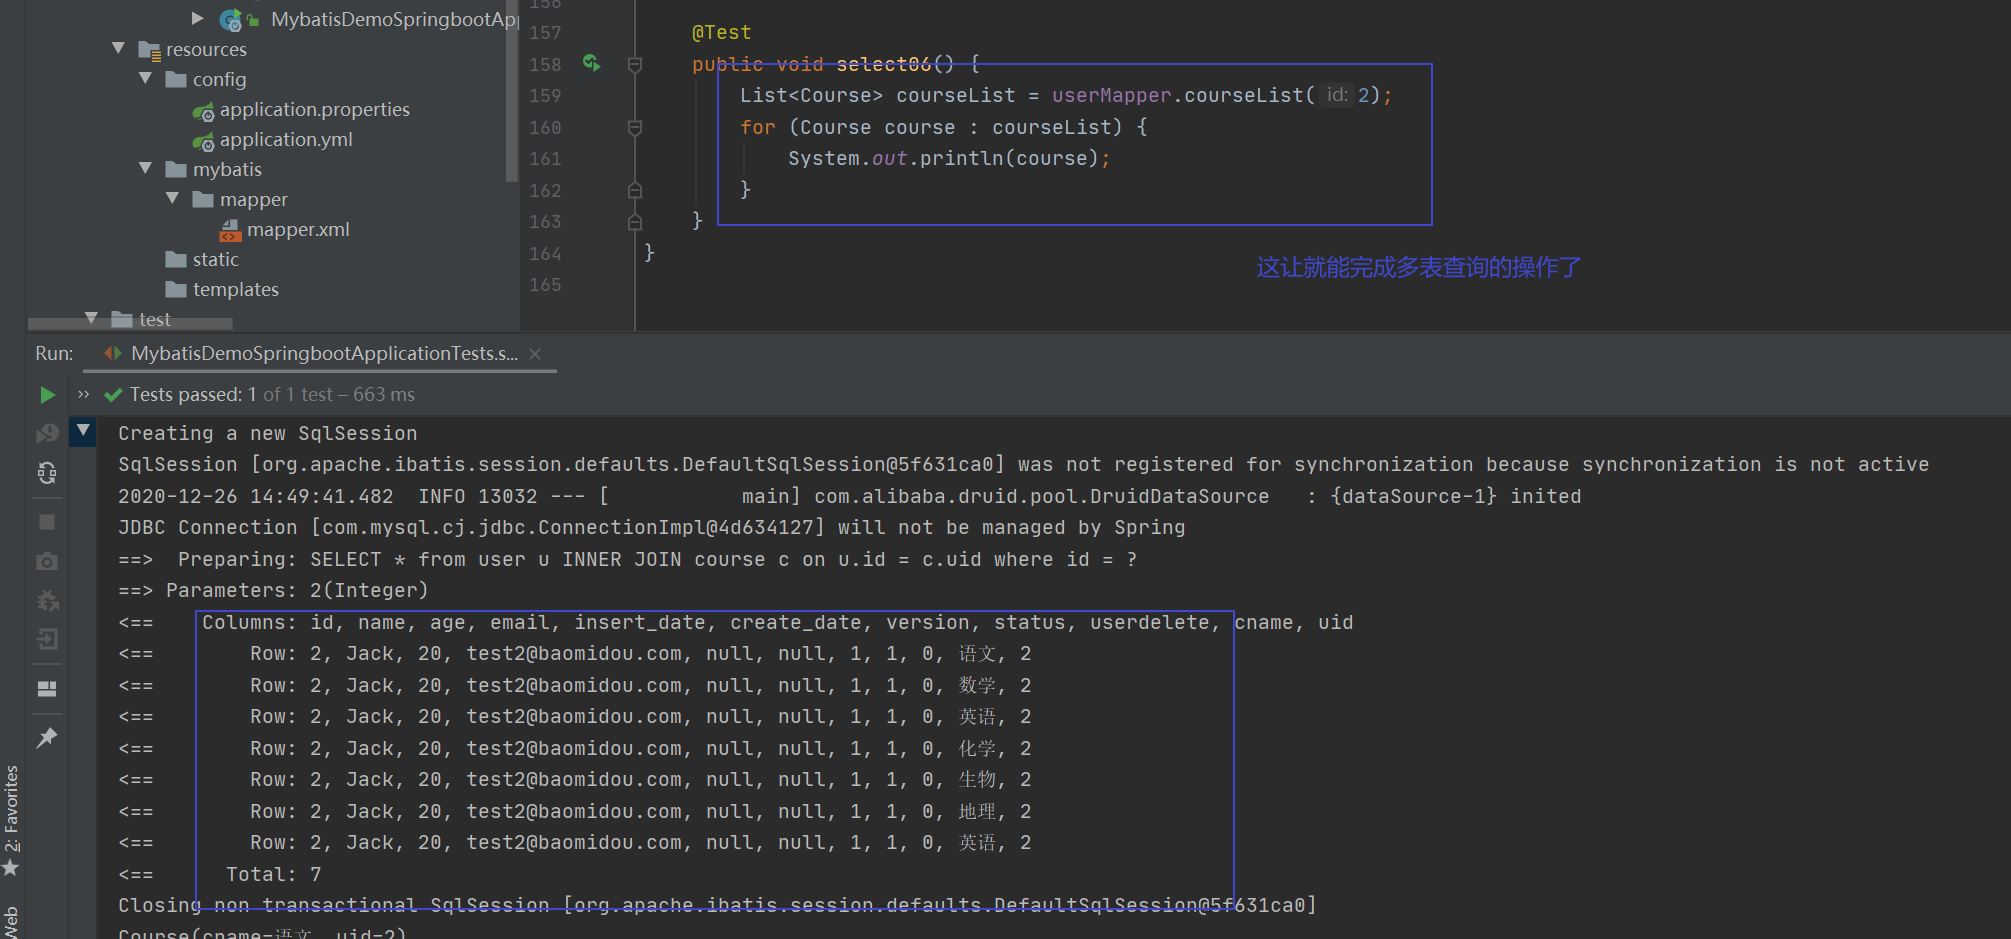 MybatisDemoSpringbootApp
resources
config
application.properties
application.yml
mybatis
mapper
mapper.xml
static
templates
test
156
157 @Test
158 public void select06() {
159 List<Course> courseList = userMapper.courseList( id: 2);
160 for (Course course : courseList) {
161 System.out.println(course);
162 }
163 }
164 }
165
这让就能完成多表查询的操作了
Run: MybatisDemoSpringbootApplicationTests.s... ×
» Tests passed: 1 of 1 test – 663 ms
Creating a new SqlSession
SqlSession [org.apache.ibatis.session.defaults.DefaultSqlSession@5f631ca0] was not registered for synchronization because synchronization is not active
2020-12-26 14:49:41.482  INFO 13032 --- [           main] com.alibaba.druid.pool.DruidDataSource   : {dataSource-1} inited
JDBC Connection [com.mysql.cj.jdbc.ConnectionImpl@4d634127] will not be managed by Spring
==>  Preparing: SELECT * from user u INNER JOIN course c on u.id = c.uid where id = ?
==> Parameters: 2(Integer)
<==    Columns: id, name, age, email, insert_date, create_date, version, status, userdelete, cname, uid
<==        Row: 2, Jack, 20, test2@baomidou.com, null, null, 1, 1, 0, 语文, 2
<==        Row: 2, Jack, 20, test2@baomidou.com, null, null, 1, 1, 0, 数学, 2
<==        Row: 2, Jack, 20, test2@baomidou.com, null, null, 1, 1, 0, 英语, 2
<==        Row: 2, Jack, 20, test2@baomidou.com, null, null, 1, 1, 0, 化学, 2
<==        Row: 2, Jack, 20, test2@baomidou.com, null, null, 1, 1, 0, 生物, 2
<==        Row: 2, Jack, 20, test2@baomidou.com, null, null, 1, 1, 0, 地理, 2
<==        Row: 2, Jack, 20, test2@baomidou.com, null, null, 1, 1, 0, 英语, 2
<==      Total: 7
Closing non transactional SqlSession [org.apache.ibatis.session.defaults.DefaultSqlSession@5f631ca0]
Course(cname=语文, uid=2)
2: Favorites
Web